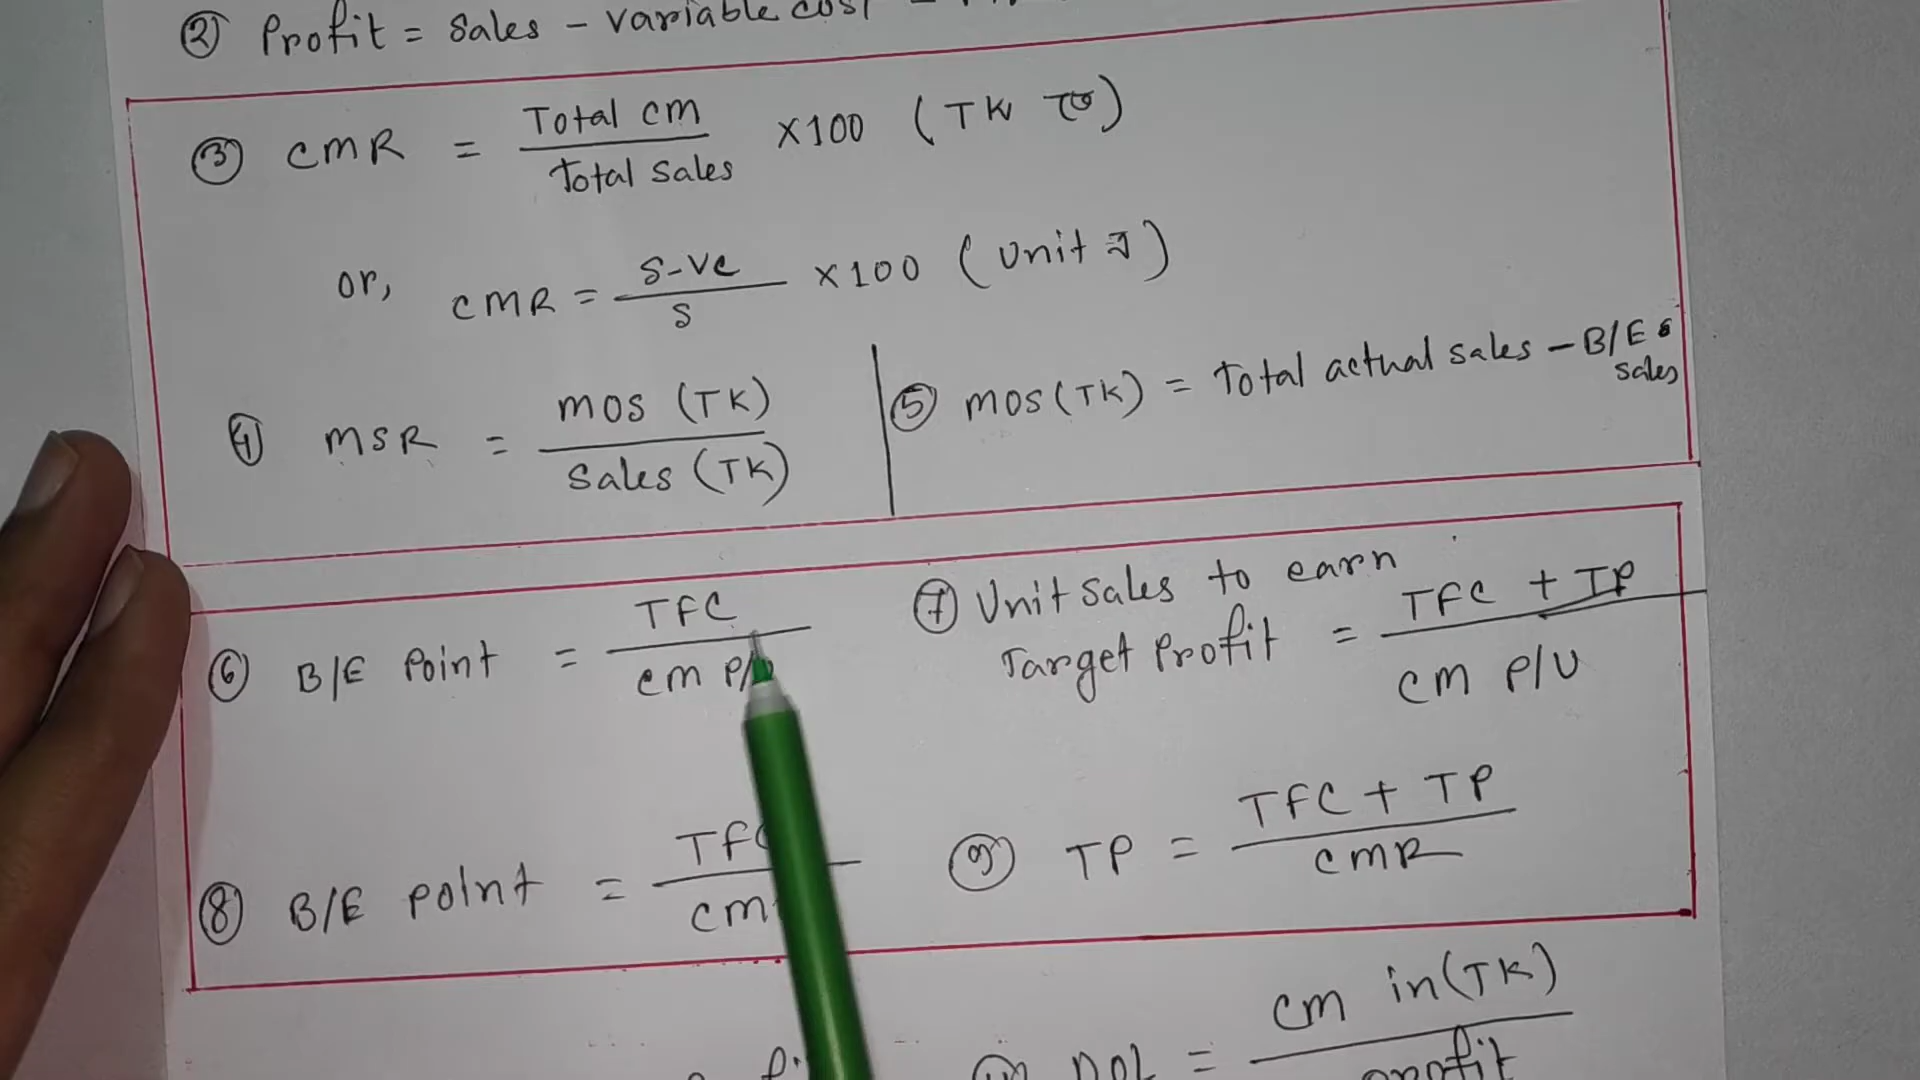 ② Profit = Sales - variable cost -
③ CMR = Total CM / Total Sales ×100 (TK তে)
or, CMR = S-VC / S ×100 (Unit এ)
④ MSR = MOS (TK) / Sales (TK)
⑤ MOS (TK) = Total actual sales - B/E sales
⑥ B/E Point = TFC / CM P/U
⑦ Unit Sales to earn Target Profit = TFC + TP / CM P/U
⑧ B/E Point = TFC / CM
⑨ TP = TFC + TP / CMR
DOL = CM in (TK) / profit